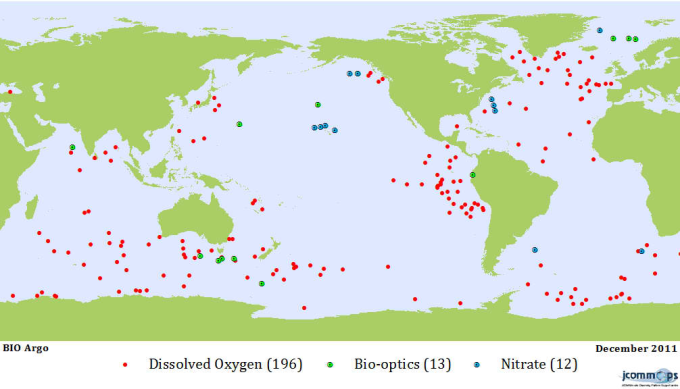 BIO Argo
December 2011
Dissolved Oxygen (196)
Bio-optics (13)
Nitrate (12)
jcommops